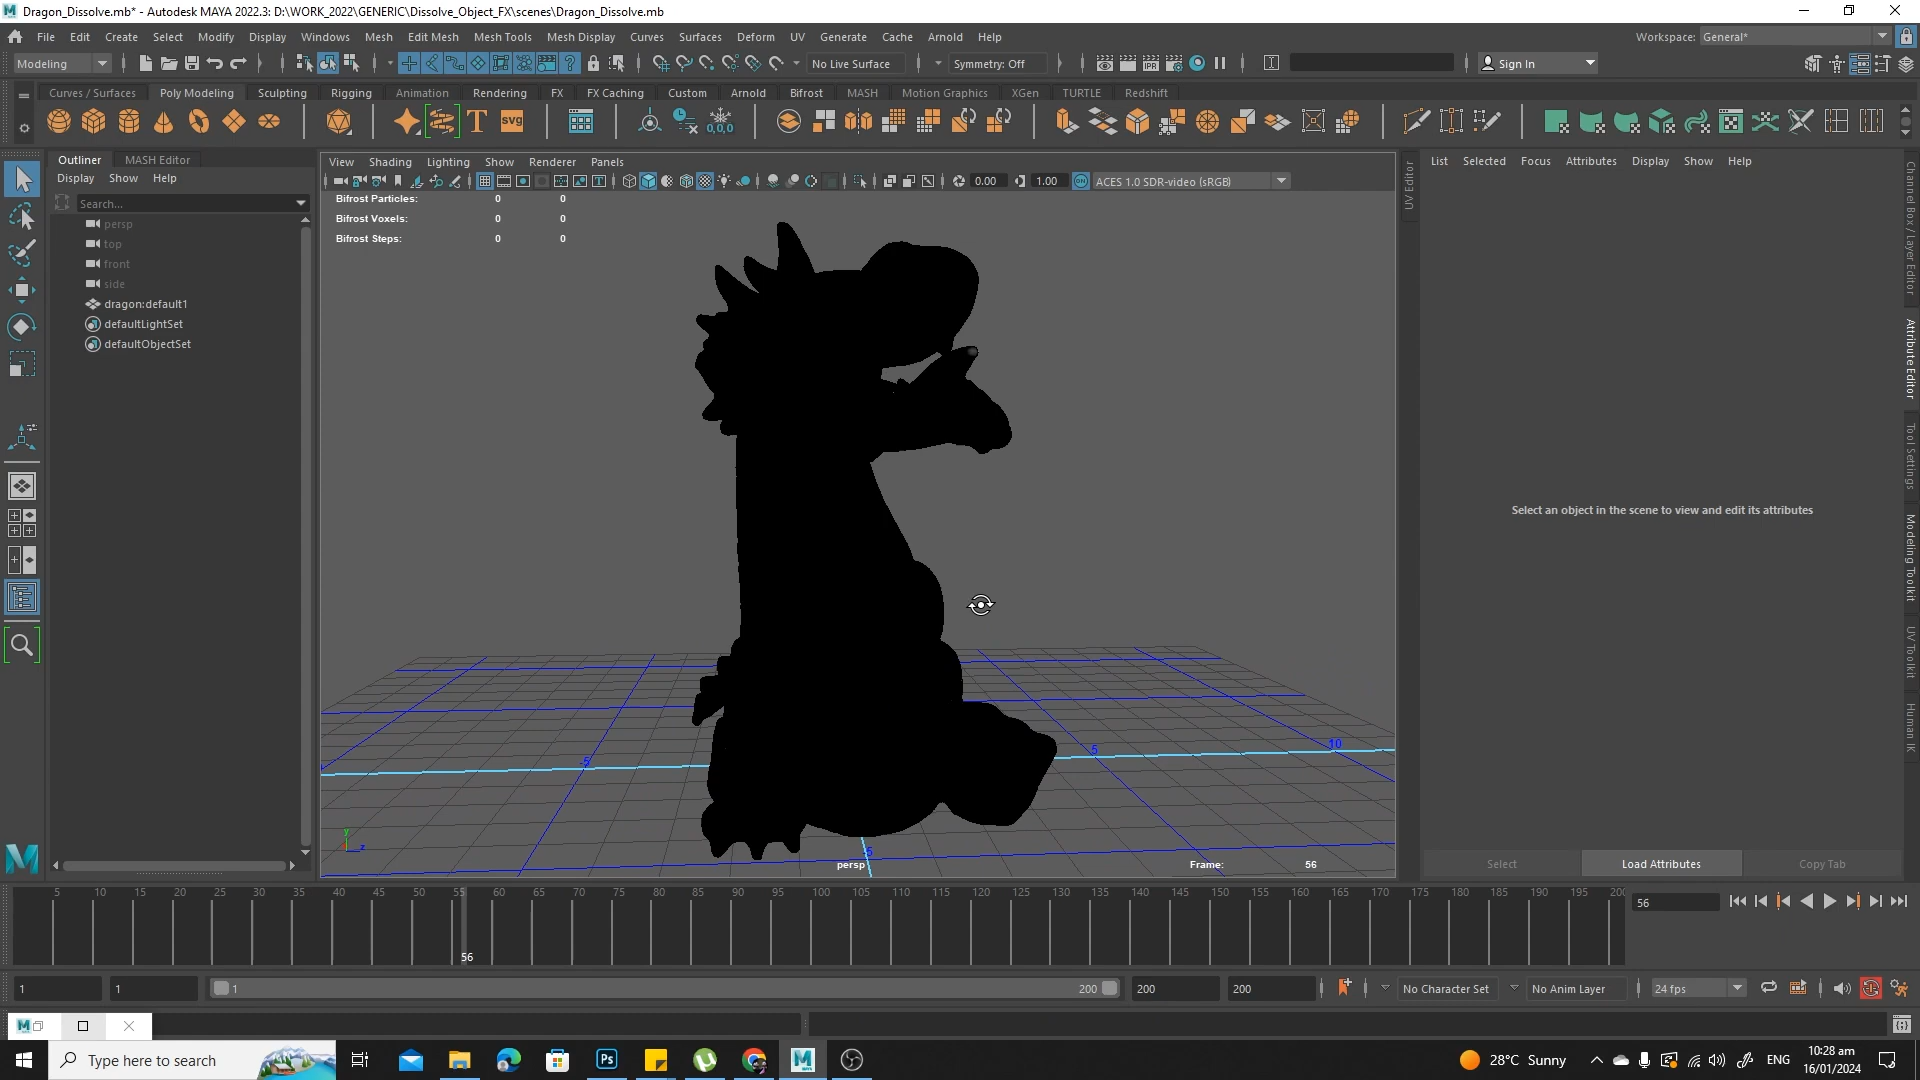 Dragon_Dissolve.mb* - Autodesk MAYA 2022.3: D:\WORK_2022\GENERIC\Dissolve_Object_FX\scenes\Dragon_Dissolve.mb
File Edit Create Select Modify Display Windows Mesh Edit Mesh Mesh Tools Mesh Display Curves Surfaces Deform UV Generate Cache Arnold Help Workspace: General*
Modeling No Live Surface Symmetry: Off Sign In
Curves / Surfaces Poly Modeling Sculpting Rigging Animation Rendering FX FX Caching Custom Arnold Bifrost MASH Motion Graphics XGen TURTLE Redshift
T SVG 0,0,0
Outliner MASH Editor
Display Show Help
Search...
persp
top
front
side
dragon:default1
defaultLightSet
defaultObjectSet
View Shading Lighting Show Renderer Panels
0.00 1.00 ACES 1.0 SDR-video (sRGB)
Bifrost Particles: 0 0
Bifrost Voxels: 0 0
Bifrost Steps: 0 0
-5 5 10
-5
y
z
persp
Frame: 56
UV Editor
List Selected Focus Attributes Display Show Help
Select an object in the scene to view and edit its attributes
Select Load Attributes Copy Tab
Channel Box / Layer Editor
Attribute Editor
Tool Settings
Modeling Toolkit
UV Toolkit
Human IK
5 10 15 20 25 30 35 40 45 50 55 60 65 70 75 80 85 90 95 100 105 110 115 120 125 130 135 140 145 150 155 160 165 170 175 180 185 190 195 200
56
56
1 1 1 200 200 200 No Character Set No Anim Layer 24 fps
Type here to search
Ps
28°C Sunny
ENG
10:28 am
16/01/2024